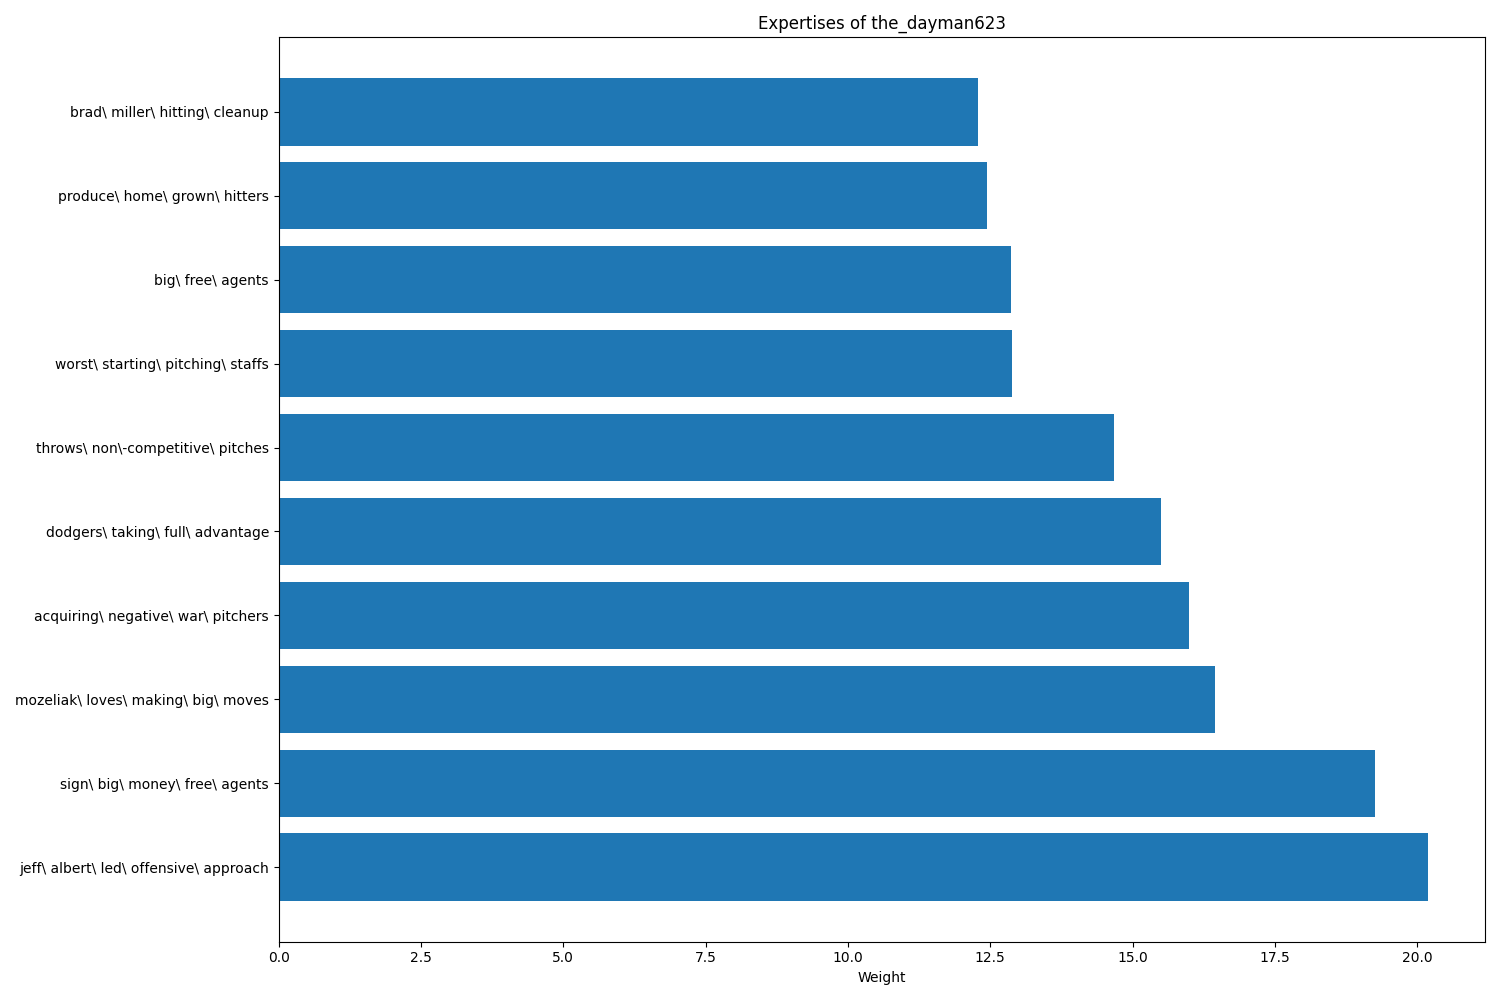 Expertises of the_dayman623
brad\ miller\ hitting\ cleanup
produce\ home\ grown\ hitters
big\ free\ agents
worst\ starting\ pitching\ staffs
throws\ non\-competitive\ pitches
dodgers\ taking\ full\ advantage
acquiring\ negative\ war\ pitchers
mozeliak\ loves\ making\ big\ moves
sign\ big\ money\ free\ agents
jeff\ albert\ led\ offensive\ approach
0.0 2.5 5.0 7.5 10.0 12.5 15.0 17.5 20.0
Weight